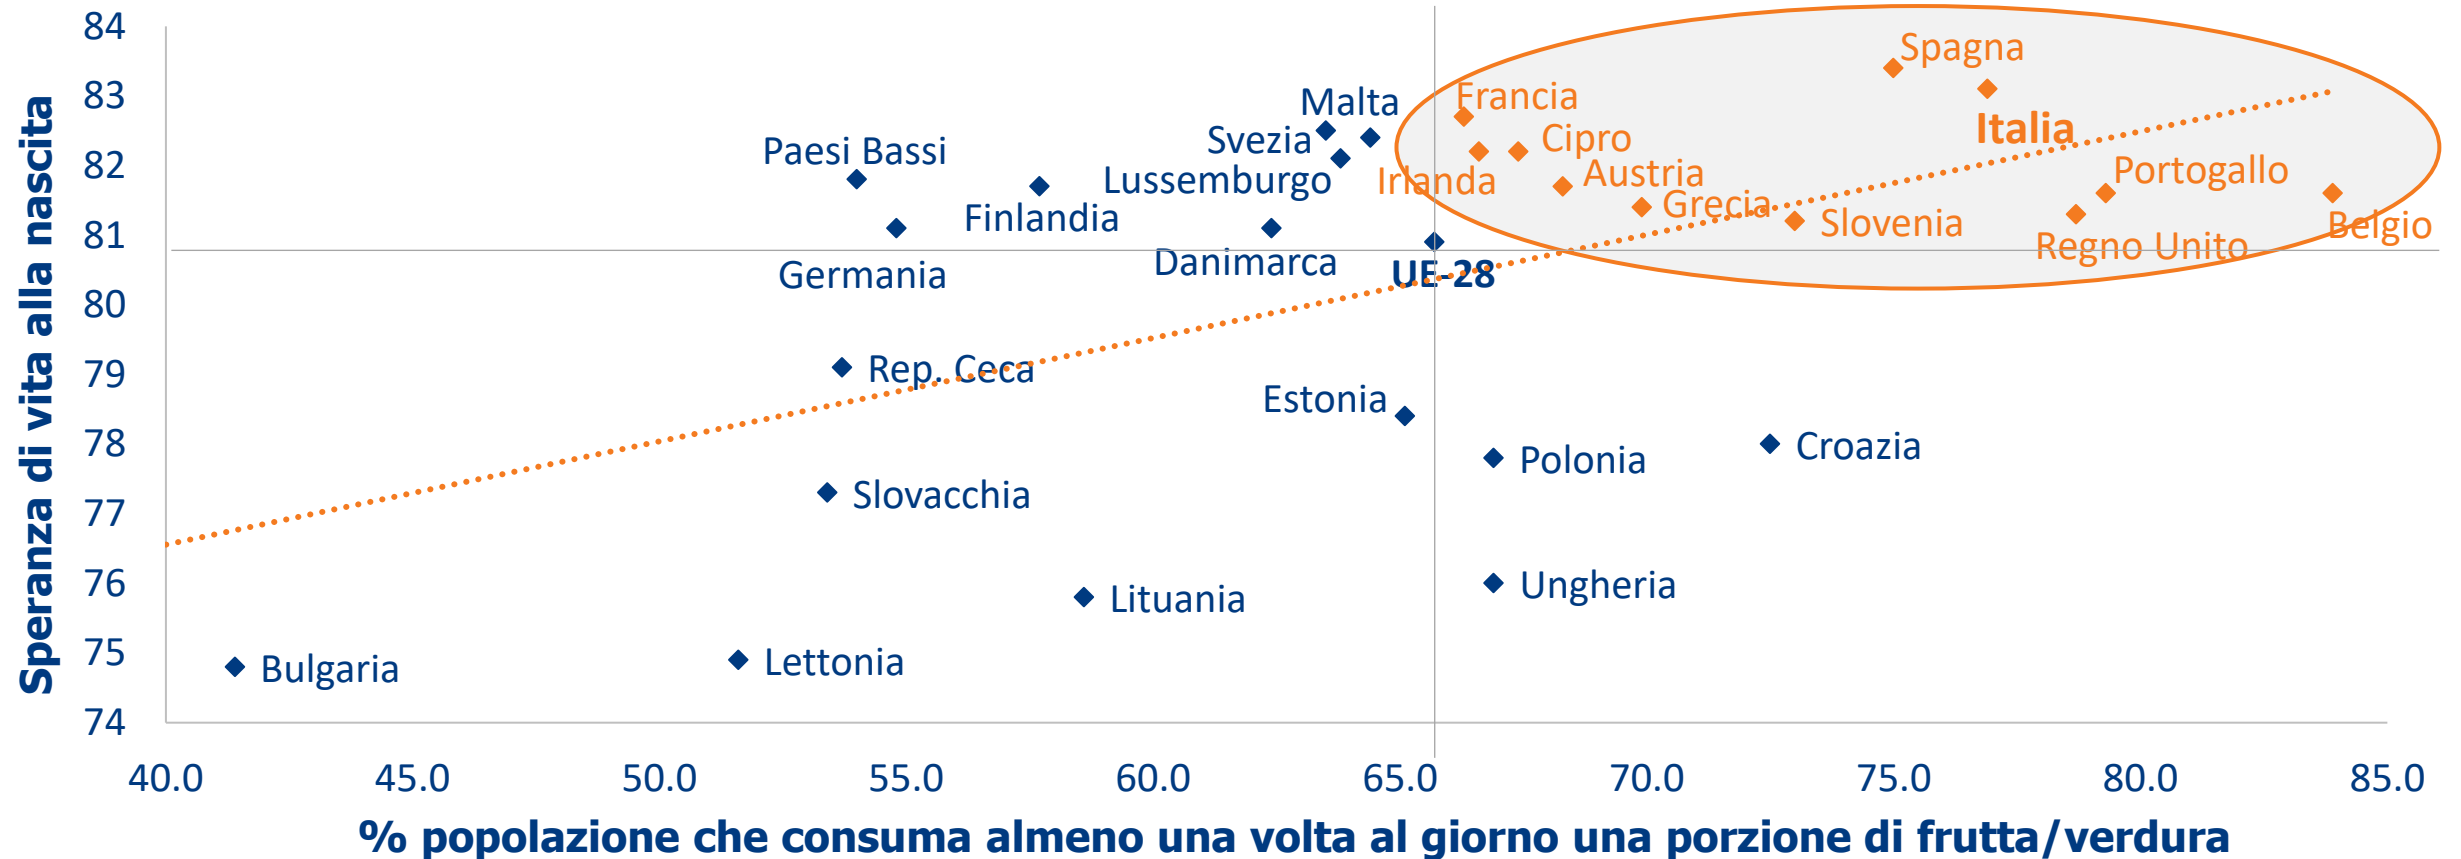 84
Spagna
83
Malta
Francia
Italia
Svezia
Cipro
Paesi Bassi
82
Lussemburgo
Irlanda
Austria
Portogallo
Finlandia
Grecia
Slovenia
Belgio
81
Regno Unito
Germania
Danimarca
UE-28
80
79
Rep. Ceca
Estonia
78
Polonia
Croazia
Slovacchia
77
76
Lituania
Ungheria
75
Bulgaria
Lettonia
74
Speranza di vita alla nascita
40.0 45.0 50.0 55.0 60.0 65.0 70.0 75.0 80.0 85.0
% popolazione che consuma almeno una volta al giorno una porzione di frutta/verdura